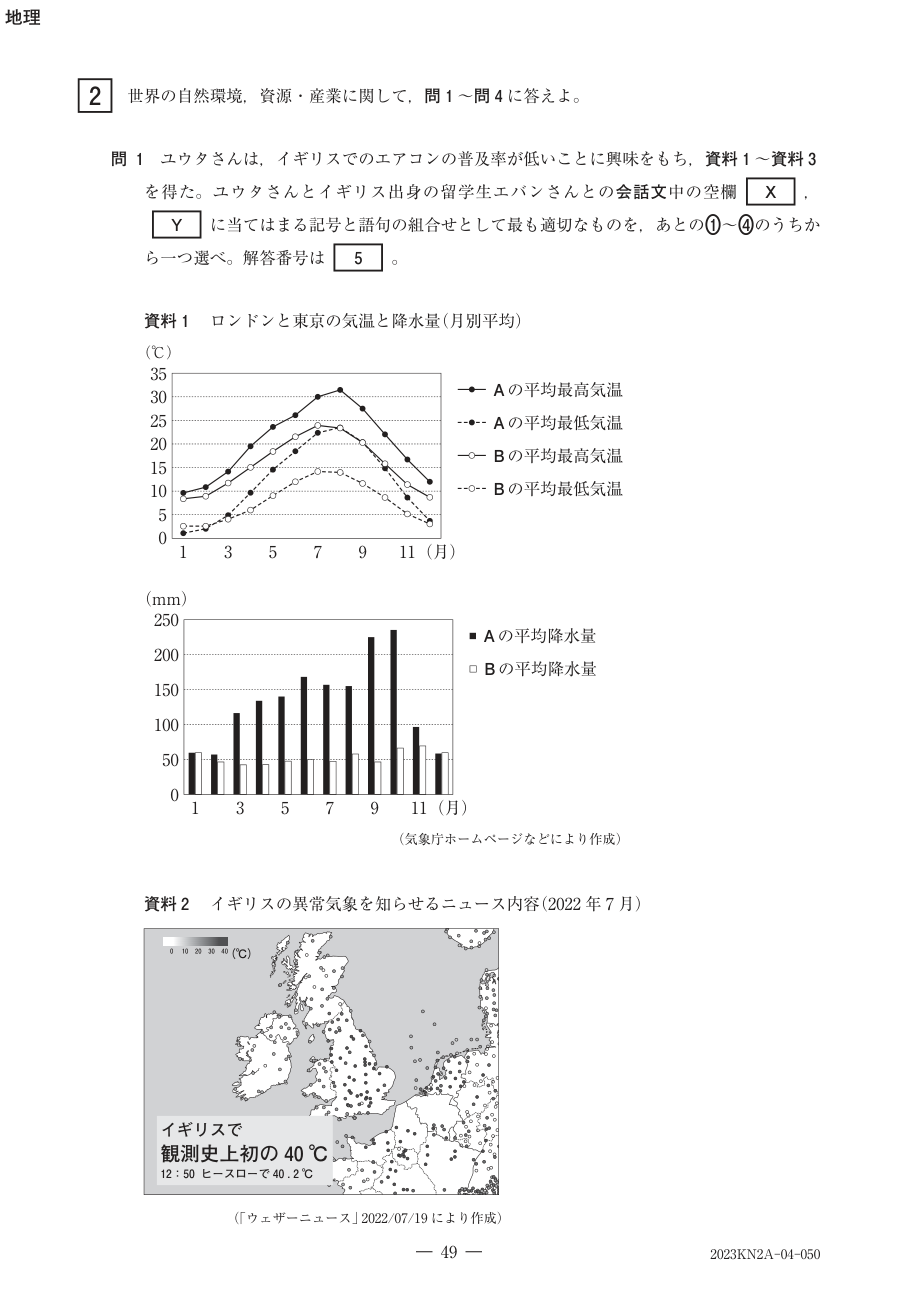 地理
2 世界の自然環境，資源・産業に関して，問1～問4に答えよ。
問1 ユウタさんは，イギリスでのエアコンの普及率が低いことに興味をもち，資料1～資料3
を得た。ユウタさんとイギリス出身の留学生エバンさんとの会話文中の空欄 X ，
Y に当てはまる記号と語句の組合せとして最も適切なものを，あとの①～④のうちか
ら一つ選べ。解答番号は 5 。
資料1 ロンドンと東京の気温と降水量(月別平均)
(℃)
35
30
25
20
15
10
5
0
1 3 5 7 9 11 (月)
Aの平均最高気温
Aの平均最低気温
Bの平均最高気温
Bの平均最低気温
(mm)
250
200
150
100
50
0
1 3 5 7 9 11 (月)
Aの平均降水量
Bの平均降水量
(気象庁ホームページなどにより作成)
資料2 イギリスの異常気象を知らせるニュース内容(2022年7月)
0 10 20 30 40 (℃)
イギリスで
観測史上初の40℃
12：50 ヒースローで40.2℃
(「ウェザーニュース」2022/07/19により作成)
— 49 —
2023KN2A-04-050